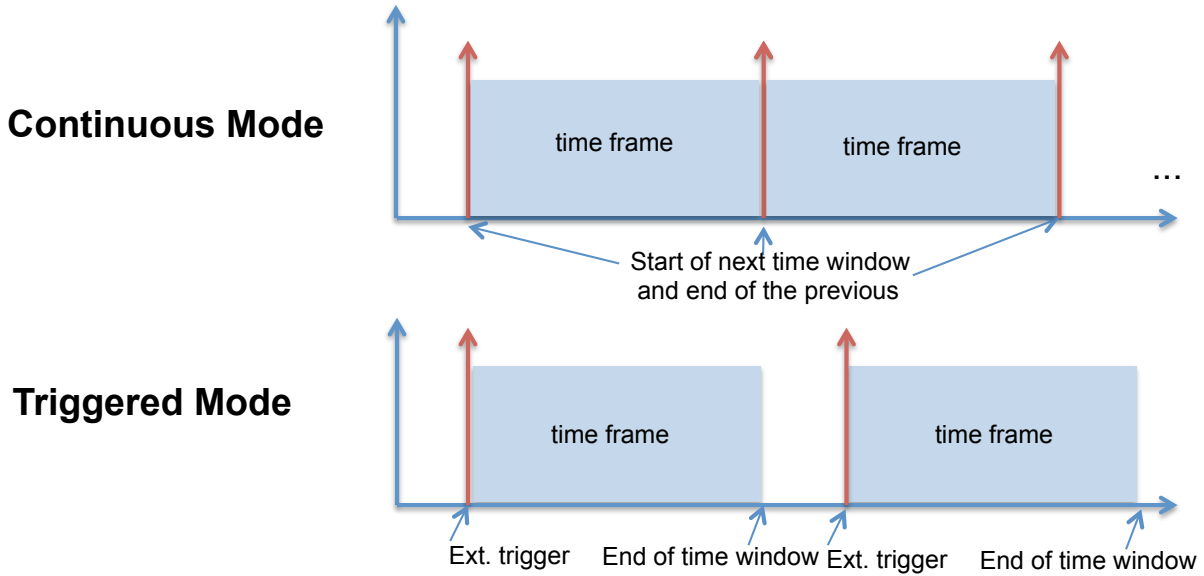 Continuous Mode
time frame
time frame
...
Start of next time window
and end of the previous
Triggered Mode
time frame
time frame
Ext. trigger
End of time window
Ext. trigger
End of time window